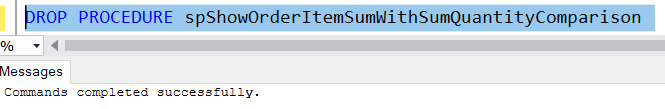 DROP PROCEDURE spShowOrderItemSumWithSumQuantityComparison
%
Messages
Commands completed successfully.